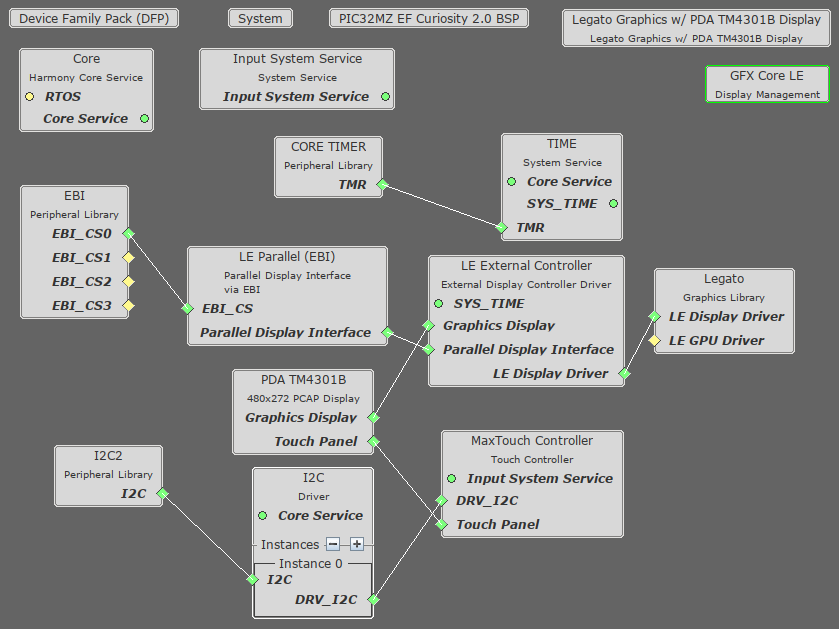 Device Family Pack (DFP)
System
PIC32MZ EF Curiosity 2.0 BSP
Legato Graphics w/ PDA TM4301B Display
Legato Graphics w/ PDA TM4301B Display
Core
Harmony Core Service
RTOS
Core Service
Input System Service
System Service
Input System Service
GFX Core LE
Display Management
CORE TIMER
Peripheral Library
TMR
TIME
System Service
Core Service
SYS_TIME
TMR
EBI
Peripheral Library
EBI_CS0
EBI_CS1
EBI_CS2
EBI_CS3
LE Parallel (EBI)
Parallel Display Interface
via EBI
EBI_CS
Parallel Display Interface
LE External Controller
External Display Controller Driver
SYS_TIME
Graphics Display
Parallel Display Interface
LE Display Driver
Legato
Graphics Library
LE Display Driver
LE GPU Driver
PDA TM4301B
480x272 PCAP Display
Graphics Display
Touch Panel
I2C2
Peripheral Library
I2C
I2C
Driver
Core Service
Instances
Instance 0
I2C
DRV_I2C
MaxTouch Controller
Touch Controller
Input System Service
DRV_I2C
Touch Panel